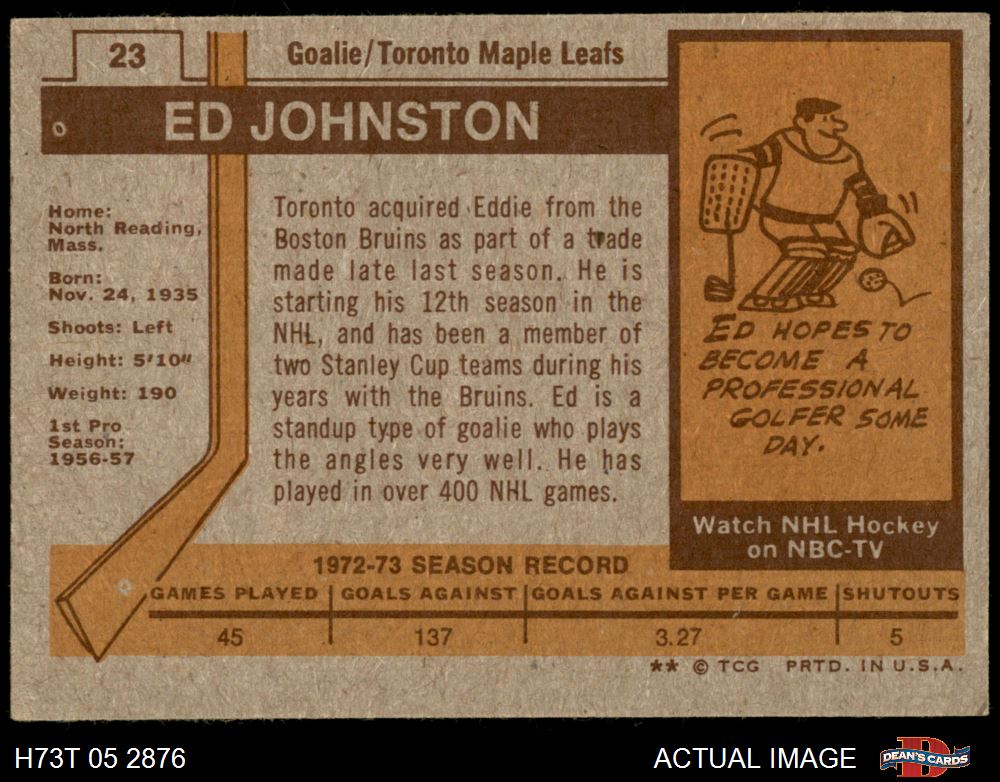 23
Goalie/Toronto Maple Leafs
ED JOHNSTON
Home:
North Reading,
Mass.
Born:
Nov. 24, 1935
Shoots: Left
Height: 5'10"
Weight: 190
1st Pro
Season:
1956-57
Toronto acquired Eddie from the
Boston Bruins as part of a trade
made late last season. He is
starting his 12th season in the
NHL, and has been a member of
two Stanley Cup teams during his
years with the Bruins. Ed is a
standup type of goalie who plays
the angles very well. He has
played in over 400 NHL games.
ED HOPES TO
BECOME A
PROFESSIONAL
GOLFER SOME
DAY.
Watch NHL Hockey
on NBC-TV
1972-73 SEASON RECORD
GAMES PLAYED GOALS AGAINST GOALS AGAINST PER GAME SHUTOUTS
45 137 3.27 5
** © TCG PRTD. IN U.S.A.
H73T 05 2876
ACTUAL IMAGE
DEAN'S CARDS